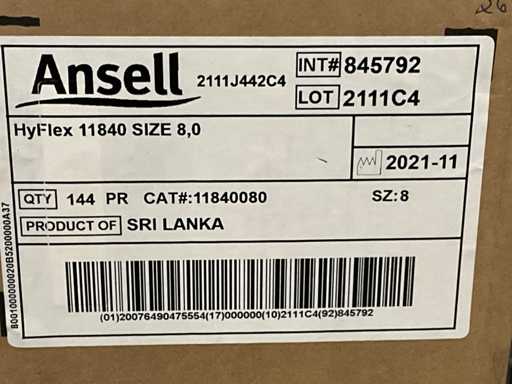 26
Ansell 2111J442C4 INT# 845792
LOT 2111C4
HyFlex 11840 SIZE 8,0
2021-11
QTY 144 PR CAT#:11840080 SZ:8
PRODUCT OF SRI LANKA
(01)20076490475554(17)000000(10)2111C4(92)845792